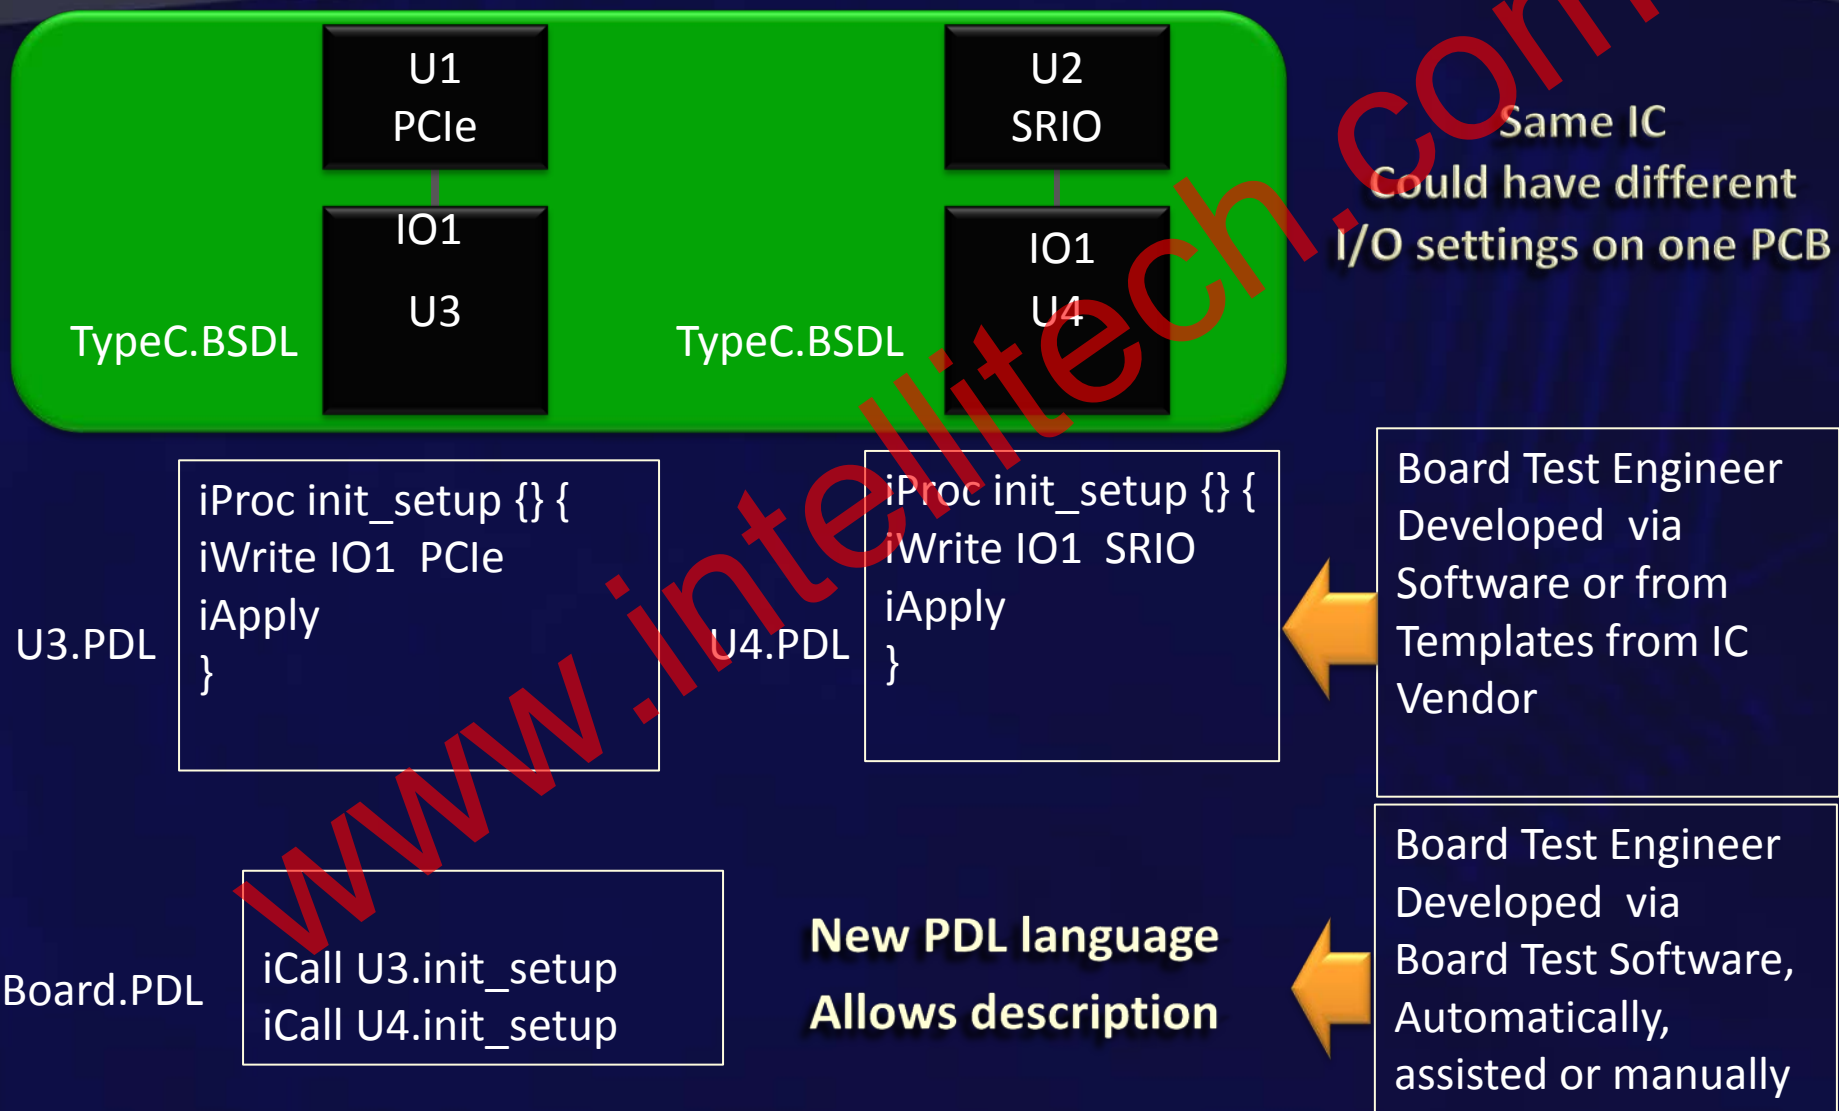 U1
PCIe
U2
SRIO
IO1
U3
IO1
U4
TypeC.BSDL
TypeC.BSDL
Same IC
Could have different
I/O settings on one PCB
U3.PDL
iProc init_setup {} {
iWrite IO1 PCIe
iApply
}
U4.PDL
iProc init_setup {} {
iWrite IO1 SRIO
iApply
}
Board Test Engineer
Developed via
Software or from
Templates from IC
Vendor
Board.PDL
iCall U3.init_setup
iCall U4.init_setup
New PDL language
Allows description
Board Test Engineer
Developed via
Board Test Software,
Automatically,
assisted or manually
www.intellitech.com